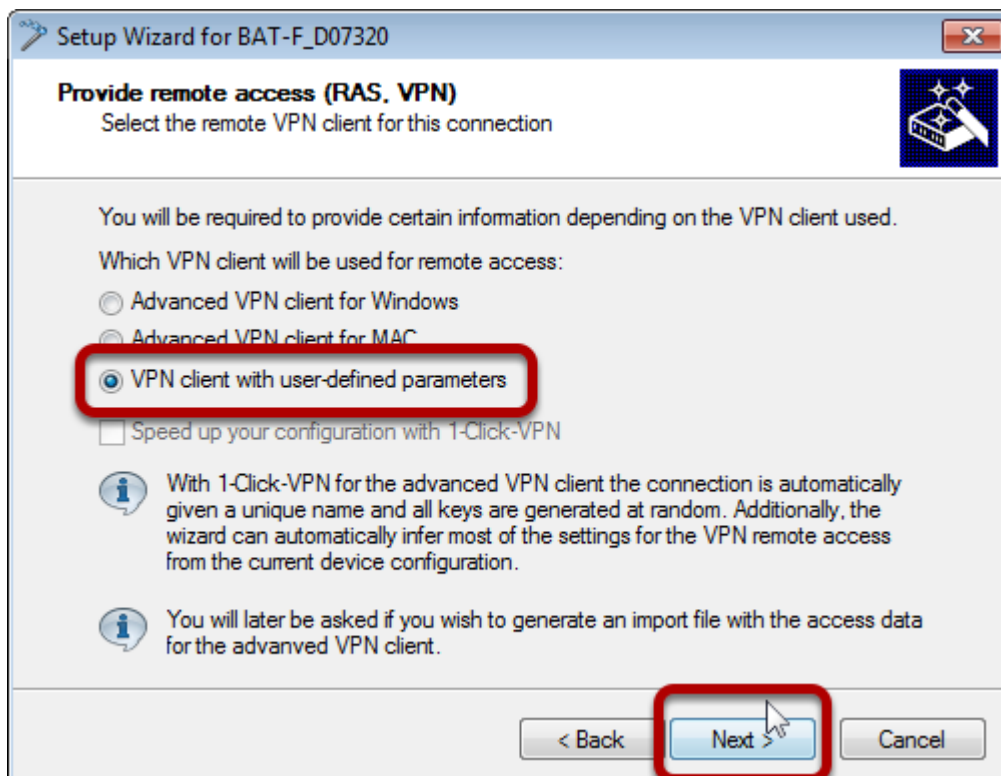 Setup Wizard for BAT-F_D07320
Provide remote access (RAS, VPN)
Select the remote VPN client for this connection
You will be required to provide certain information depending on the VPN client used.
Which VPN client will be used for remote access:
Advanced VPN client for Windows
Advanced VPN client for MAC
VPN client with user-defined parameters
Speed up your configuration with 1-Click-VPN
With 1-Click-VPN for the advanced VPN client the connection is automatically
given a unique name and all keys are generated at random. Additionally, the
wizard can automatically infer most of the settings for the VPN remote access
from the current device configuration.
You will later be asked if you wish to generate an import file with the access data
for the advanved VPN client.
< Back
Next >
Cancel